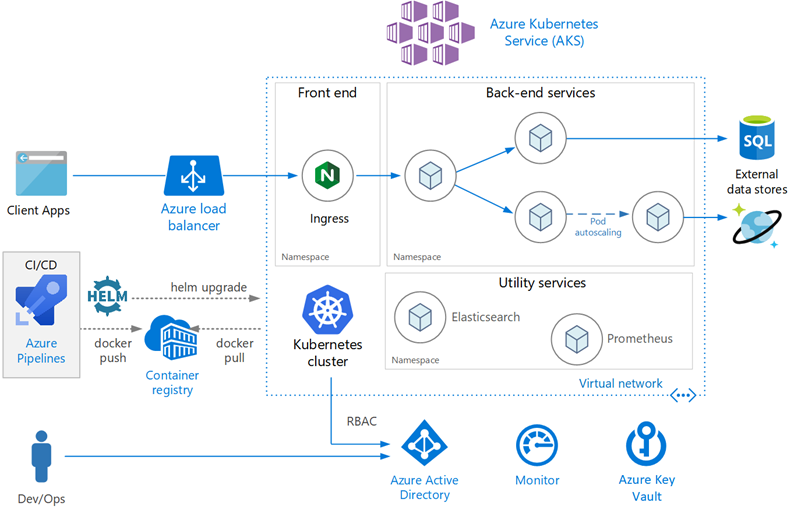 Azure Kubernetes
Service (AKS)
Front end
Back-end services
SQL
External
data stores
Client Apps
Azure load
balancer
Ingress
Pod
autoscaling
Namespace
Namespace
CI/CD
Azure
Pipelines
HELM
helm upgrade
docker
push
docker
pull
Container
registry
Kubernetes
cluster
Utility services
Elasticsearch
Prometheus
Namespace
Virtual network
RBAC
Dev/Ops
Azure Active
Directory
Monitor
Azure Key
Vault